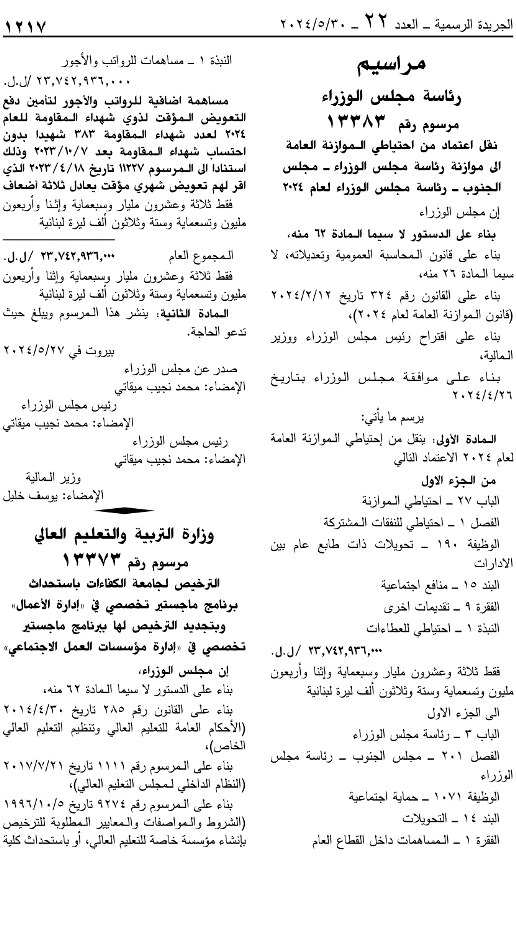 الجريدة الرسمية – العدد ٢٢ – ٢٠٢٤/٥/٣٠
١٢١٧
مراسيم
رئاسة مجلس الوزراء
مرسوم رقم ١٣٣٨٣
نقل اعتماد من احتياطي الموازنة العامة
الى موازنة رئاسة مجلس الوزراء – مجلس
الجنوب – رئاسة مجلس الوزراء لعام ٢٠٢٤
إن مجلس الوزراء
بناء على الدستور لا سيما المادة ٦٢ منه،
بناء على قانون المحاسبة العمومية وتعديلاته، لا
سيما المادة ٢٦ منه،
بناء على القانون رقم ٣٢٤ تاريخ ٢٠٢٤/٢/١٢
(قانون الموازنة العامة لعام ٢٠٢٤)،
بناء على اقتراح رئيس مجلس الوزراء ووزير
المالية،
بناء على موافقة مجلس الوزراء بتاريخ
٢٠٢٤/٤/٢٦
يرسم ما يأتي:
المادة الأولى: ينقل من إحتياطي الموازنة العامة
لعام ٢٠٢٤ الاعتماد التالي
من الجزء الاول
الباب ٢٧ – احتياطي الموازنة
الفصل ١ – احتياطي للنفقات المشتركة
الوظيفة ١٩٠ – تحويلات ذات طابع عام بين
الادارات
البند ١٥ – منافع اجتماعية
الفقرة ٩ – تقديمات اخرى
النبذة ١ – احتياطي للعطاءات
٢٣,٧٤٢,٩٣٦,٠٠٠ /ل.ل.
فقط ثلاثة وعشرون مليار وسبعماية وإثنا وأربعون
مليون وتسعماية وستة وثلاثون ألف ليرة لبنانية
الى الجزء الاول
الباب ٣ – رئاسة مجلس الوزراء
الفصل ٢٠١ – مجلس الجنوب – رئاسة مجلس
الوزراء
الوظيفة ١٠٧١ – حماية اجتماعية
البند ١٤ – التحويلات
الفقرة ١ – المساهمات داخل القطاع العام
النبذة ١ – مساهمات للرواتب والأجور
٢٣,٧٤٢,٩٣٦,٠٠٠ /ل.ل.
مساهمة اضافية للرواتب والأجور لتأمين دفع
التعويض المؤقت لذوي شهداء المقاومة للعام
٢٠٢٤ لعدد شهداء المقاومة ٣٨٣ شهيدا بدون
احتساب شهداء المقاومة بعد ٢٠٢٣/١٠/٧ وذلك
استنادا الى المرسوم ١١٢٢٧ تاريخ ٢٠٢٣/٤/١٨ الذي
اقر لهم تعويض شهري مؤقت يعادل ثلاثة أضعاف
فقط ثلاثة وعشرون مليار وسبعماية وإثنا وأربعون
مليون وتسعماية وستة وثلاثون ألف ليرة لبنانية
المجموع العام ٢٣,٧٤٢,٩٣٦,٠٠٠ /ل.ل.
فقط ثلاثة وعشرون مليار وسبعماية وإثنا وأربعون
مليون وتسعماية وستة وثلاثون ألف ليرة لبنانية
المادة الثانية: ينشر هذا المرسوم ويبلغ حيث
تدعو الحاجة.
بيروت في ٢٠٢٤/٥/٢٧
صدر عن مجلس الوزراء
الإمضاء: محمد نجيب ميقاتي
رئيس مجلس الوزراء
الإمضاء: محمد نجيب ميقاتي
رئيس مجلس الوزراء
الإمضاء: محمد نجيب ميقاتي
وزير المالية
الإمضاء: يوسف خليل
وزارة التربية والتعليم العالي
مرسوم رقم ١٣٣٧٣
الترخيص لجامعة الكفاءات باستحداث
برنامج ماجستير تخصصي في «إدارة الأعمال»
وبتجديد الترخيص لها ببرنامج ماجستير
تخصصي في «إدارة مؤسسات العمل الاجتماعي»
إن مجلس الوزراء،
بناء على الدستور لا سيما المادة ٦٢ منه،
بناء على القانون رقم ٢٨٥ تاريخ ٢٠١٤/٤/٣٠
(الأحكام العامة للتعليم العالي وتنظيم التعليم العالي
الخاص)،
بناء على المرسوم رقم ١١١١ تاريخ ٢٠١٧/٧/٢١
(النظام الداخلي لمجلس التعليم العالي)،
بناء على المرسوم رقم ٩٢٧٤ تاريخ ١٩٩٦/١٠/٥
(الشروط والمواصفات والمعايير المطلوبة للترخيص
بإنشاء مؤسسة خاصة للتعليم العالي، أو باستحداث كلية